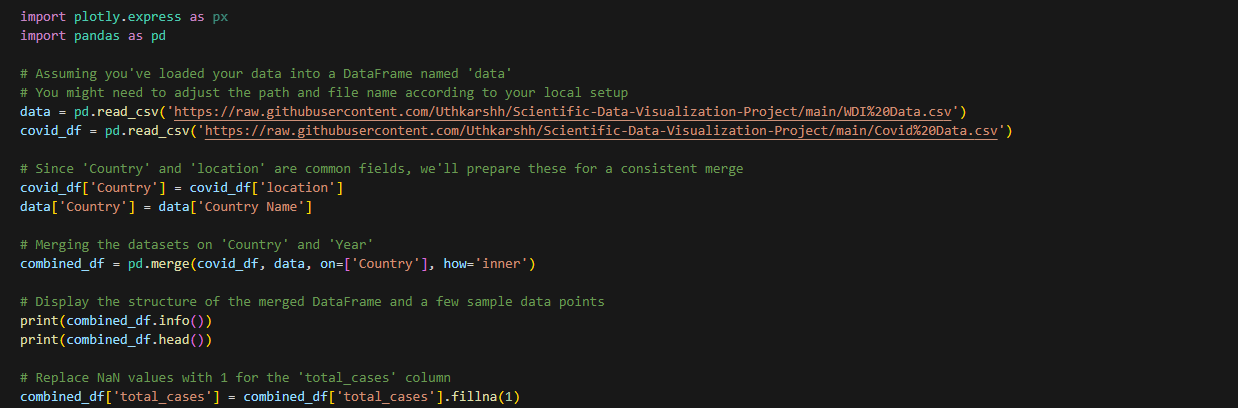 import plotly.express as px
import pandas as pd
# Assuming you've loaded your data into a DataFrame named 'data'
# You might need to adjust the path and file name according to your local setup
data = pd.read_csv('https://raw.githubusercontent.com/Uthkarshh/Scientific-Data-Visualization-Project/main/WDI%20Data.csv')
covid_df = pd.read_csv('https://raw.githubusercontent.com/Uthkarshh/Scientific-Data-Visualization-Project/main/Covid%20Data.csv')
# Since 'Country' and 'location' are common fields, we'll prepare these for a consistent merge
covid_df['Country'] = covid_df['location']
data['Country'] = data['Country Name']
# Merging the datasets on 'Country' and 'Year'
combined_df = pd.merge(covid_df, data, on=['Country'], how='inner')
# Display the structure of the merged DataFrame and a few sample data points
print(combined_df.info())
print(combined_df.head())
# Replace NaN values with 1 for the 'total_cases' column
combined_df['total_cases'] = combined_df['total_cases'].fillna(1)